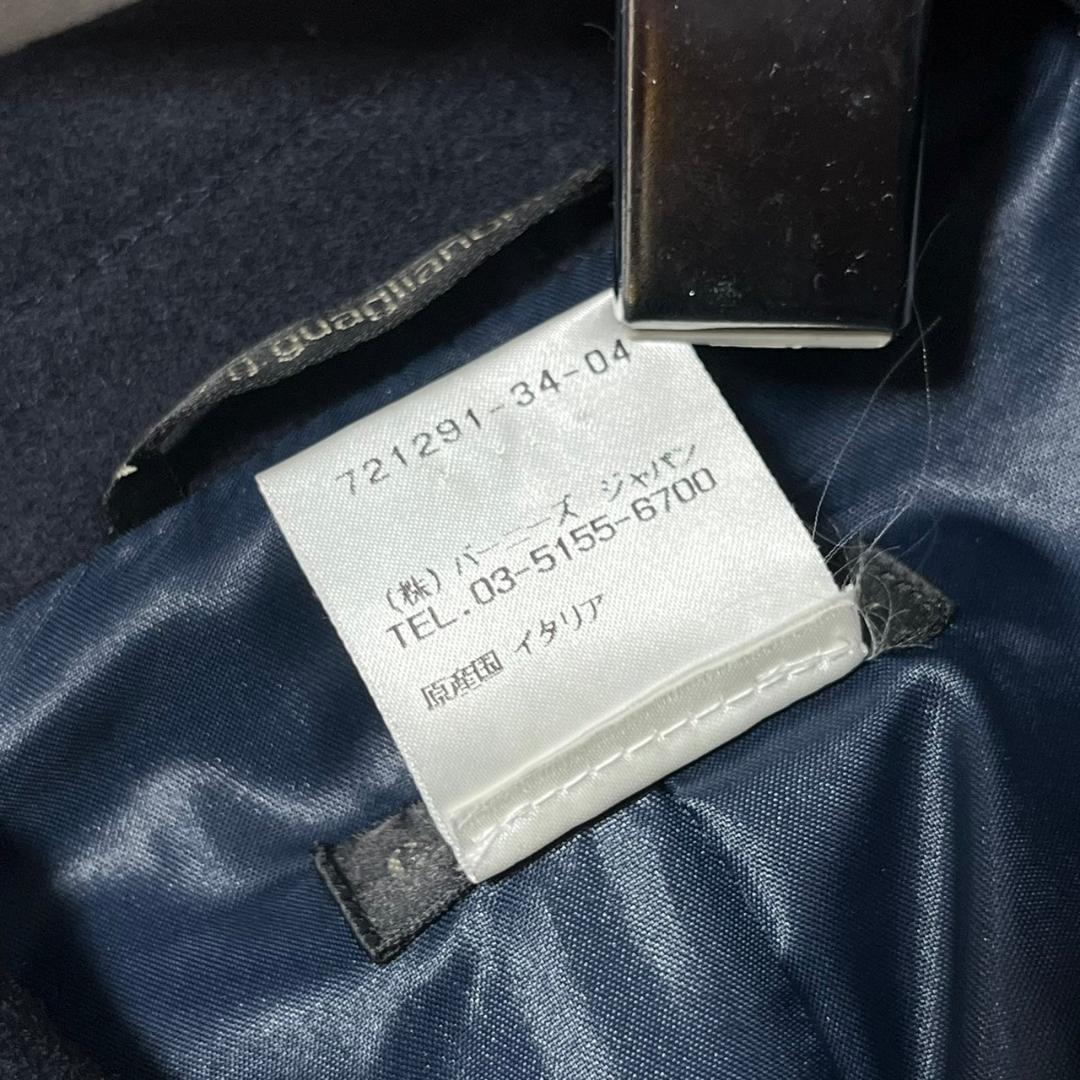 d'guaglianone
721291-34-04
(株)バーニーズ ジャパン
TEL.03-5155-6700
原産国 イタリア